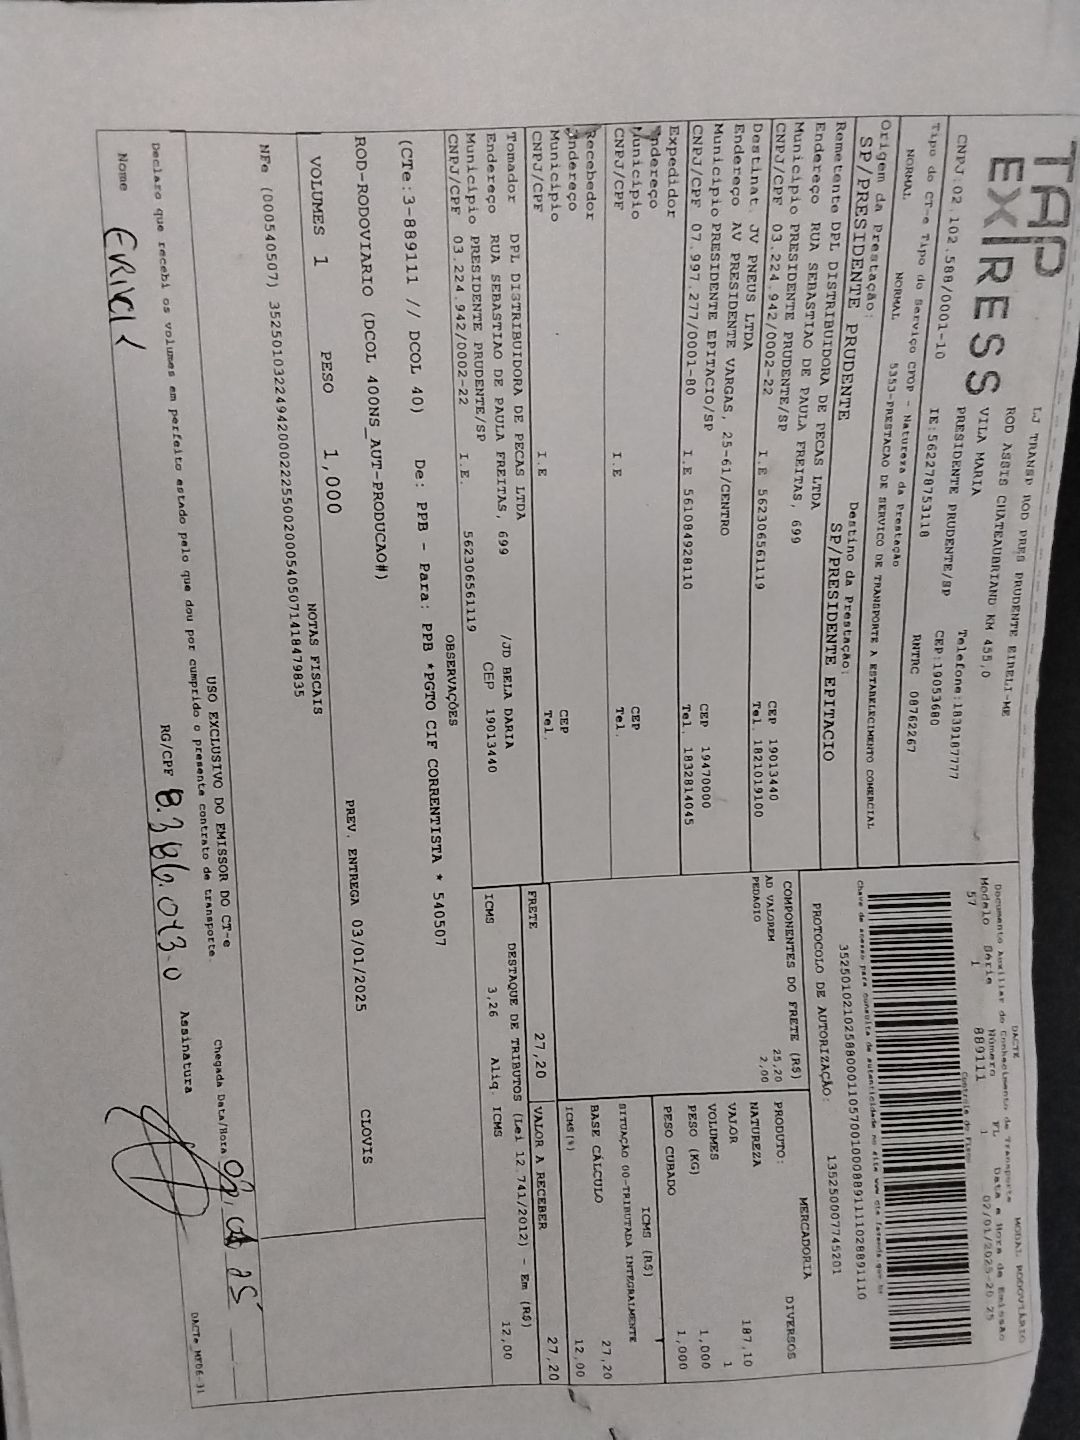 TAP
EXPRESS
LJ TRANSP ROD PRES PRUDENTE EIRELI-ME
ROD ASSIS CHATEAUBRIAND KM 455,0
VILA MARIA
PRESIDENTE PRUDENTE/SP Telefone:1839187777
CNPJ:02.102.588/0001-10 IE:562278753118 CEP:19053680
RNTRC 08762267
Tipo do CT-e Tipo do Serviço CFOP - Natureza da Prestação
NORMAL NORMAL 5353-PRESTACAO DE SERVICO DE TRANSPORTE A ESTABELECIMENTO COMERCIAL
Origem da Prestação: Destino da Prestação:
SP/PRESIDENTE PRUDENTE SP/PRESIDENTE EPITACIO
DACTE MODAL RODOVIÁRIO
Documento Auxiliar do Conhecimento de Transporte
Modelo Série Número FL Data e Hora de Emissão
57 1 889111 1 02/01/2025-20:25
Controle do Fisco
Chave de acesso para consulta de autenticidade no site www.cte.fazenda.gov.br
PROTOCOLO DE AUTORIZAÇÃO: 135250007745201
Remetente DPL DISTRIBUIDORA DE PECAS LTDA
Endereço RUA SEBASTIAO DE PAULA FREITAS, 699
Município PRESIDENTE PRUDENTE/SP CEP 19013440
CNPJ/CPF 03.224.942/0002-22 I.E 562306561119 Tel. 1821019100
Destinat. JV PNEUS LTDA
Endereço AV PRESIDENTE VARGAS, 25-61/CENTRO
Município PRESIDENTE EPITACIO/SP CEP 19470000
CNPJ/CPF 07.997.277/0001-80 I.E 561084928110 Tel. 1832814045
Expedidor
Endereço
Município CEP
CNPJ/CPF I.E Tel.
Recebedor
Endereço
Município CEP
CNPJ/CPF I.E Tel.
Tomador DPL DISTRIBUIDORA DE PECAS LTDA
Endereço RUA SEBASTIAO DE PAULA FREITAS, 699 /JD BELA DARIA
Município PRESIDENTE PRUDENTE/SP CEP 19013440
CNPJ/CPF 03.224.942/0002-22 I.E. 562306561119
COMPONENTES DO FRETE (R$)
AD VALOREM 25,20
PEDAGIO 2,00
FRETE 27,20
PRODUTO: MERCADORIA
NATUREZA DIVERSOS
VALOR 187,10
VOLUMES 1
PESO (KG) 1,000
PESO CUBADO 1,000
ICMS (R$)
SITUAÇÃO 00-TRIBUTADA INTEGRALMENTE
BASE CÁLCULO 27,20
ICMS(%) 12,00
VALOR A RECEBER 27,20
DESTAQUE DE TRIBUTOS (Lei 12.741/2012) - Em (R$)
ICMS 3,26 Aliq. ICMS 12,00
OBSERVAÇÕES
(CTe:3-889111 // DCOL 40) De: PPB - Para: PPB *PGTO CIF CORRENTISTA * 540507
ROD-RODOVIARIO (DCOL 400NS_AUT-PRODUCAO#)
PREV. ENTREGA 03/01/2025 CLOVIS
VOLUMES 1 PESO 1,000
NOTAS FISCAIS
NFe (000540507) 35250103224942000222550020005405071418479835
USO EXCLUSIVO DO EMISSOR DO CT-e
Declaro que recebi os volumes em perfeito estado pelo que dou por cumprido o presente contrato de transporte.
Chegada Data/Hora
Nome ERICK RG/CPF Assinatura
DACTe_MP06-31